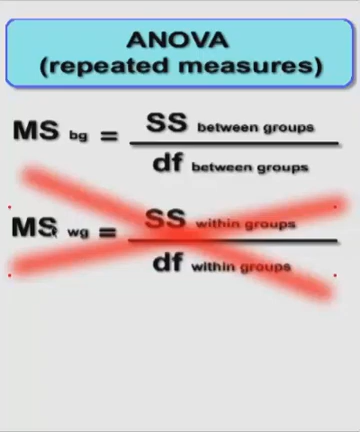 ANOVA
(repeated measures)
MS bg = SS between groups
df between groups
MS wg = SS within groups
df within groups